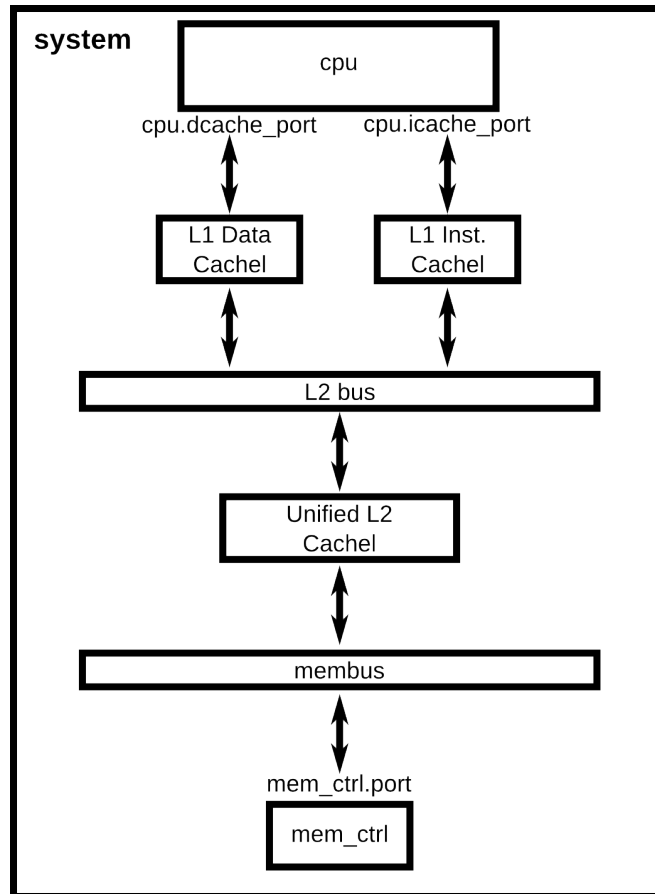 system
cpu
cpu.dcache_port
cpu.icache_port
L1 Data
Cachel
L1 Inst.
Cachel
L2 bus
Unified L2
Cachel
membus
mem_ctrl.port
mem_ctrl